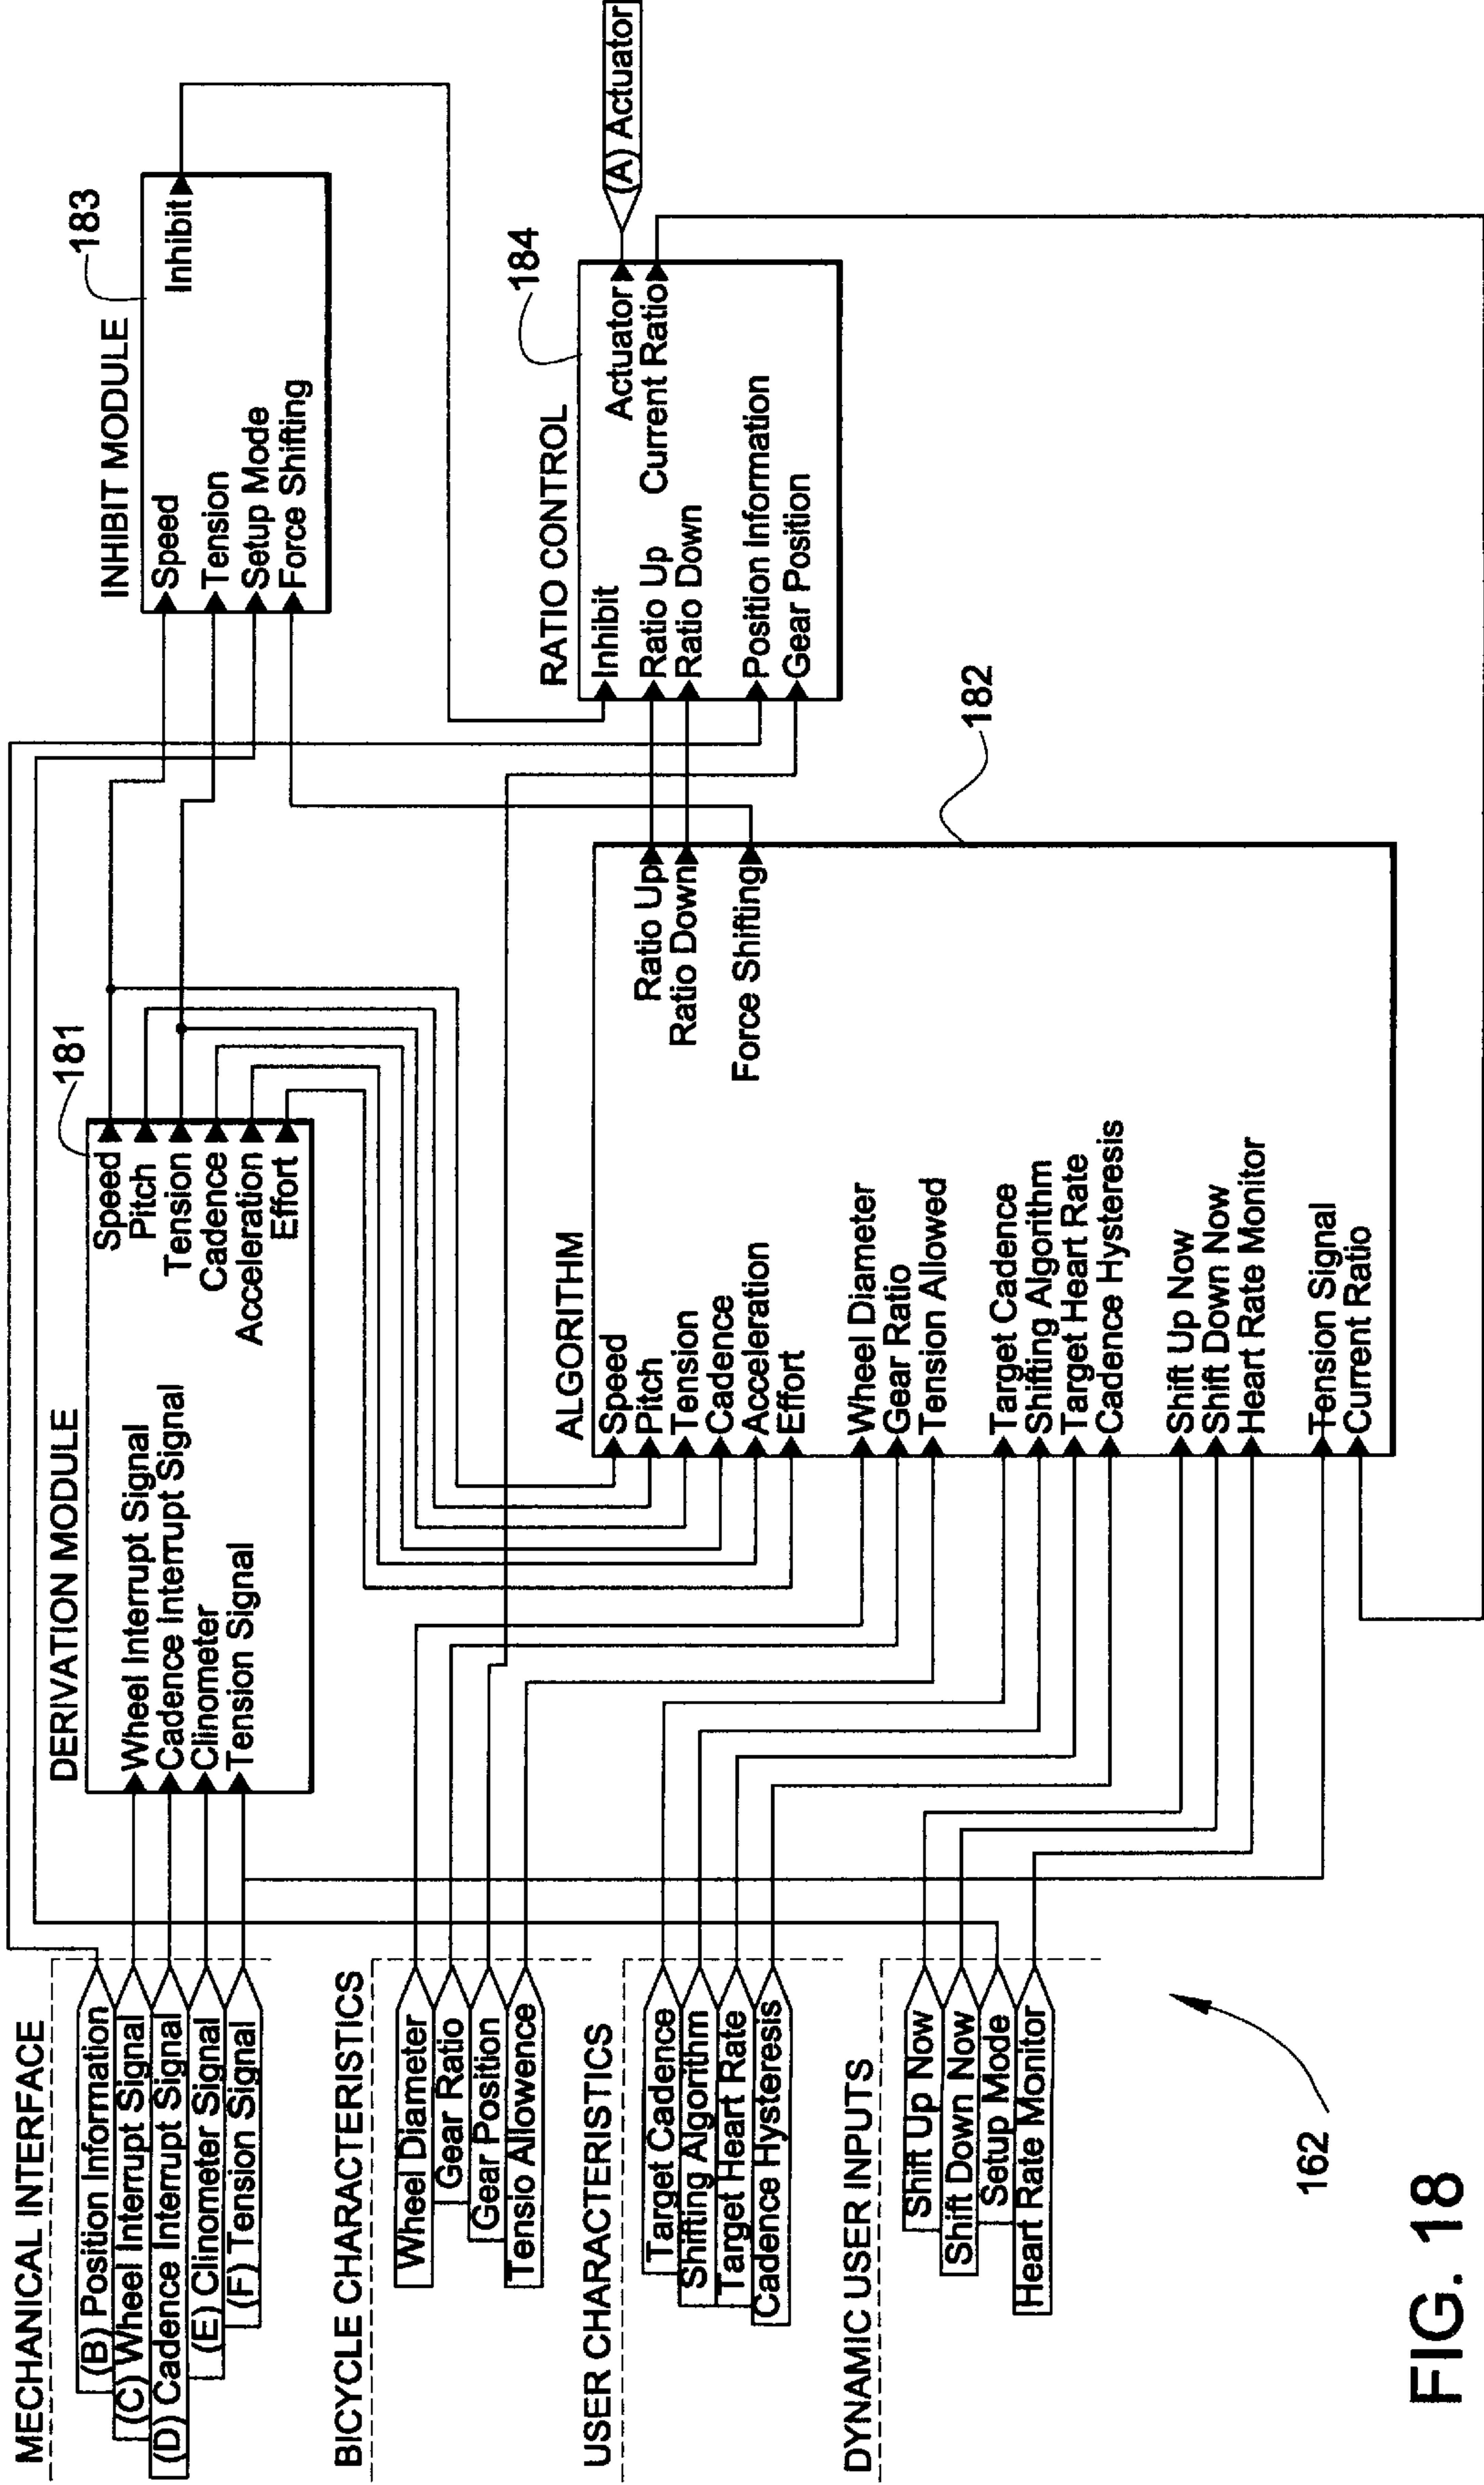 MECHANICAL INTERFACE
(B) Position Information
(C) Wheel Interrupt Signal
(D) Cadence Interrupt Signal
(E) Clinometer Signal
(F) Tension Signal
BICYCLE CHARACTERISTICS
Wheel Diameter
Gear Ratio
Gear Position
Tensio Allowence
USER CHARACTERISTICS
Target Cadence
Shifting Algorithm
Target Heart Rate
Cadence Hysteresis
DYNAMIC USER INPUTS
Shift Up Now
Shift Down Now
Setup Mode
Heart Rate Monitor
162
DERIVATION MODULE
181
Wheel Interrupt Signal
Cadence Interrupt Signal
Clinometer
Tension Signal
Speed
Pitch
Tension
Cadence
Acceleration
Effort
ALGORITHM
182
Speed
Pitch
Tension
Cadence
Acceleration
Effort
Wheel Diameter
Gear Ratio
Tension Allowed
Target Cadence
Shifting Algorithm
Target Heart Rate
Cadence Hysteresis
Shift Up Now
Shift Down Now
Heart Rate Monitor
Tension Signal
Current Ratio
Ratio Up
Ratio Down
Force Shifting
INHIBIT MODULE
183
Speed
Tension
Setup Mode
Force Shifting
Inhibit
RATIO CONTROL
184
Inhibit
Ratio Up
Ratio Down
Position Information
Gear Position
Actuator
Current Ratio
(A) Actuator
FIG. 18